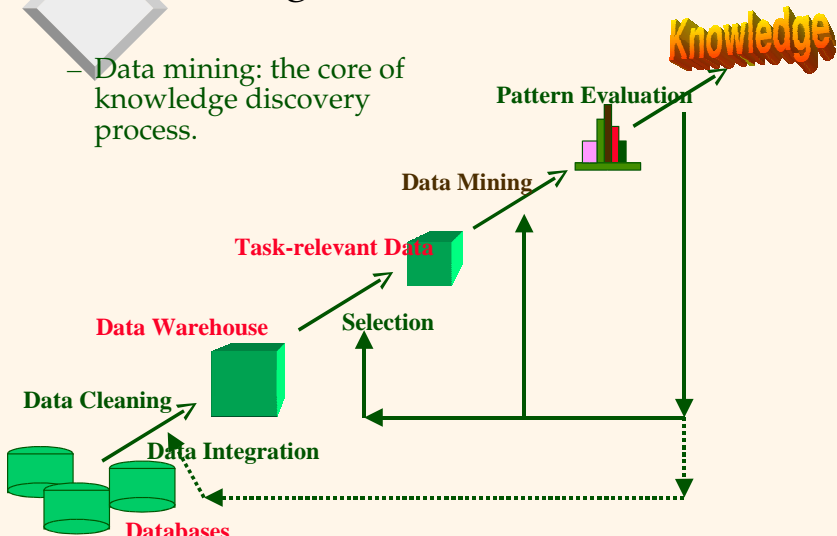 Knowledge
– Data mining: the core of
knowledge discovery
process.
Pattern Evaluation
Data Mining
Task-relevant Data
Data Warehouse
Selection
Data Cleaning
Data Integration
Databases